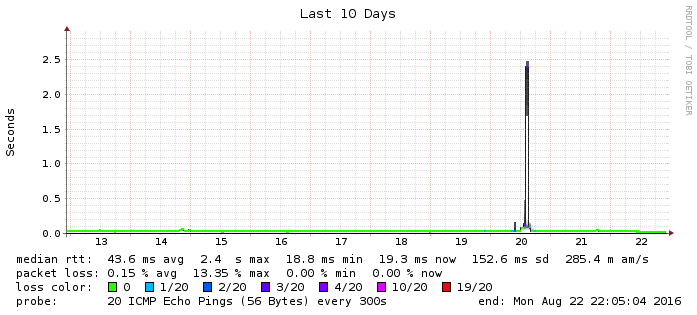 Last 10 Days
RRDTOOL / TOBI OETIKER
Seconds
2.5
2.0
1.5
1.0
0.5
0.0
13 14 15 16 17 18 19 20 21 22
median rtt: 43.6 ms avg 2.4 s max 18.8 ms min 19.3 ms now 152.6 ms sd 285.4 m am/s
packet loss: 0.15 % avg 13.35 % max 0.00 % min 0.00 % now
loss color: 0 1/20 2/20 3/20 4/20 10/20 19/20
probe: 20 ICMP Echo Pings (56 Bytes) every 300s end: Mon Aug 22 22:05:04 2016